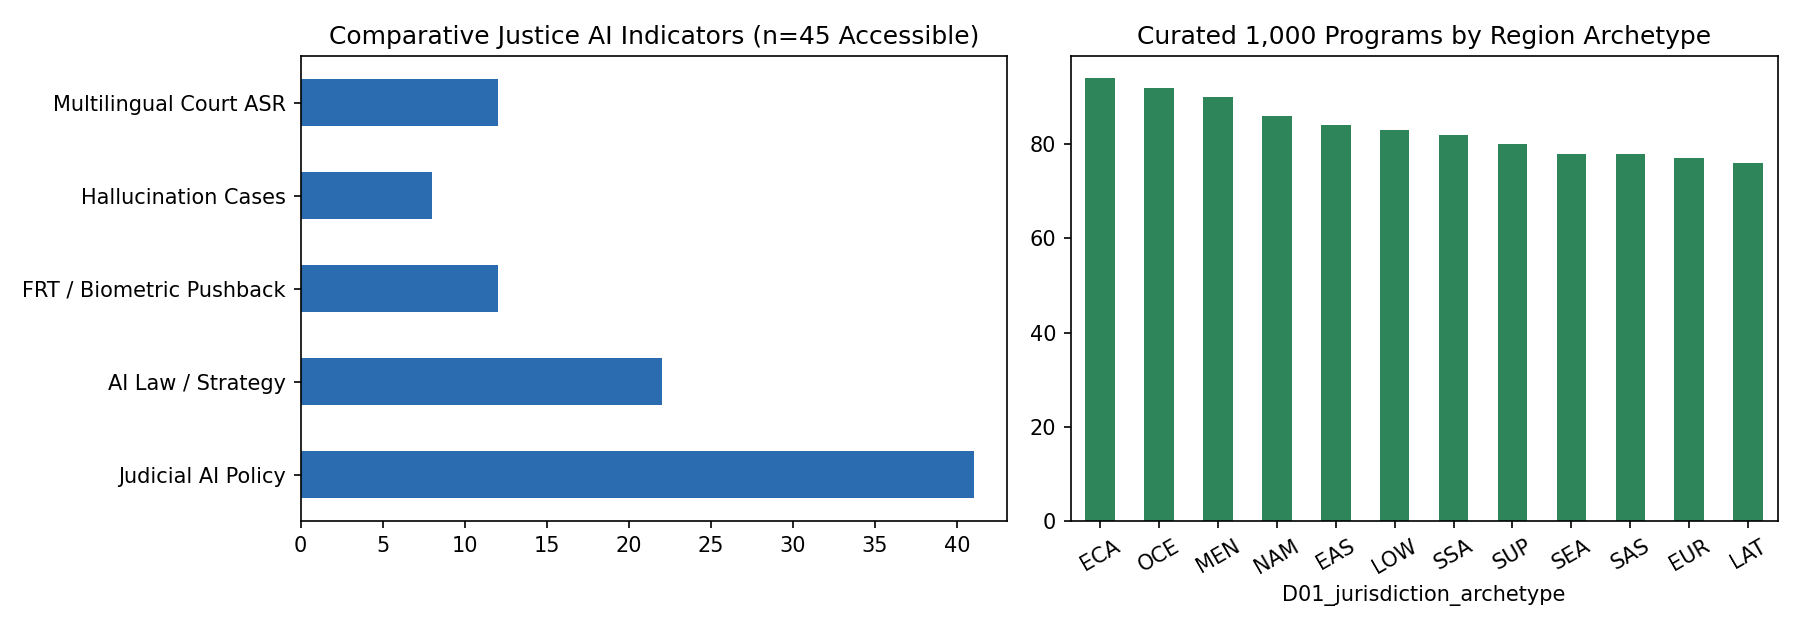 Comparative Justice AI Indicators (n=45 Accessible)
Multilingual Court ASR
Hallucination Cases
FRT / Biometric Pushback
AI Law / Strategy
Judicial AI Policy
0 5 10 15 20 25 30 35 40
Curated 1,000 Programs by Region Archetype
80
60
40
20
0
ECA OCE MEN NAM EAS LOW SSA SUP SEA SAS EUR LAT
D01_jurisdiction_archetype